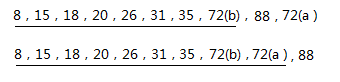 8 , 15 , 18 , 20 , 26 , 31 , 35 , 72(b) , 88 , 72(a )
8 , 15 , 18 , 20 , 26 , 31 , 35 , 72(b) , 72(a ) , 88